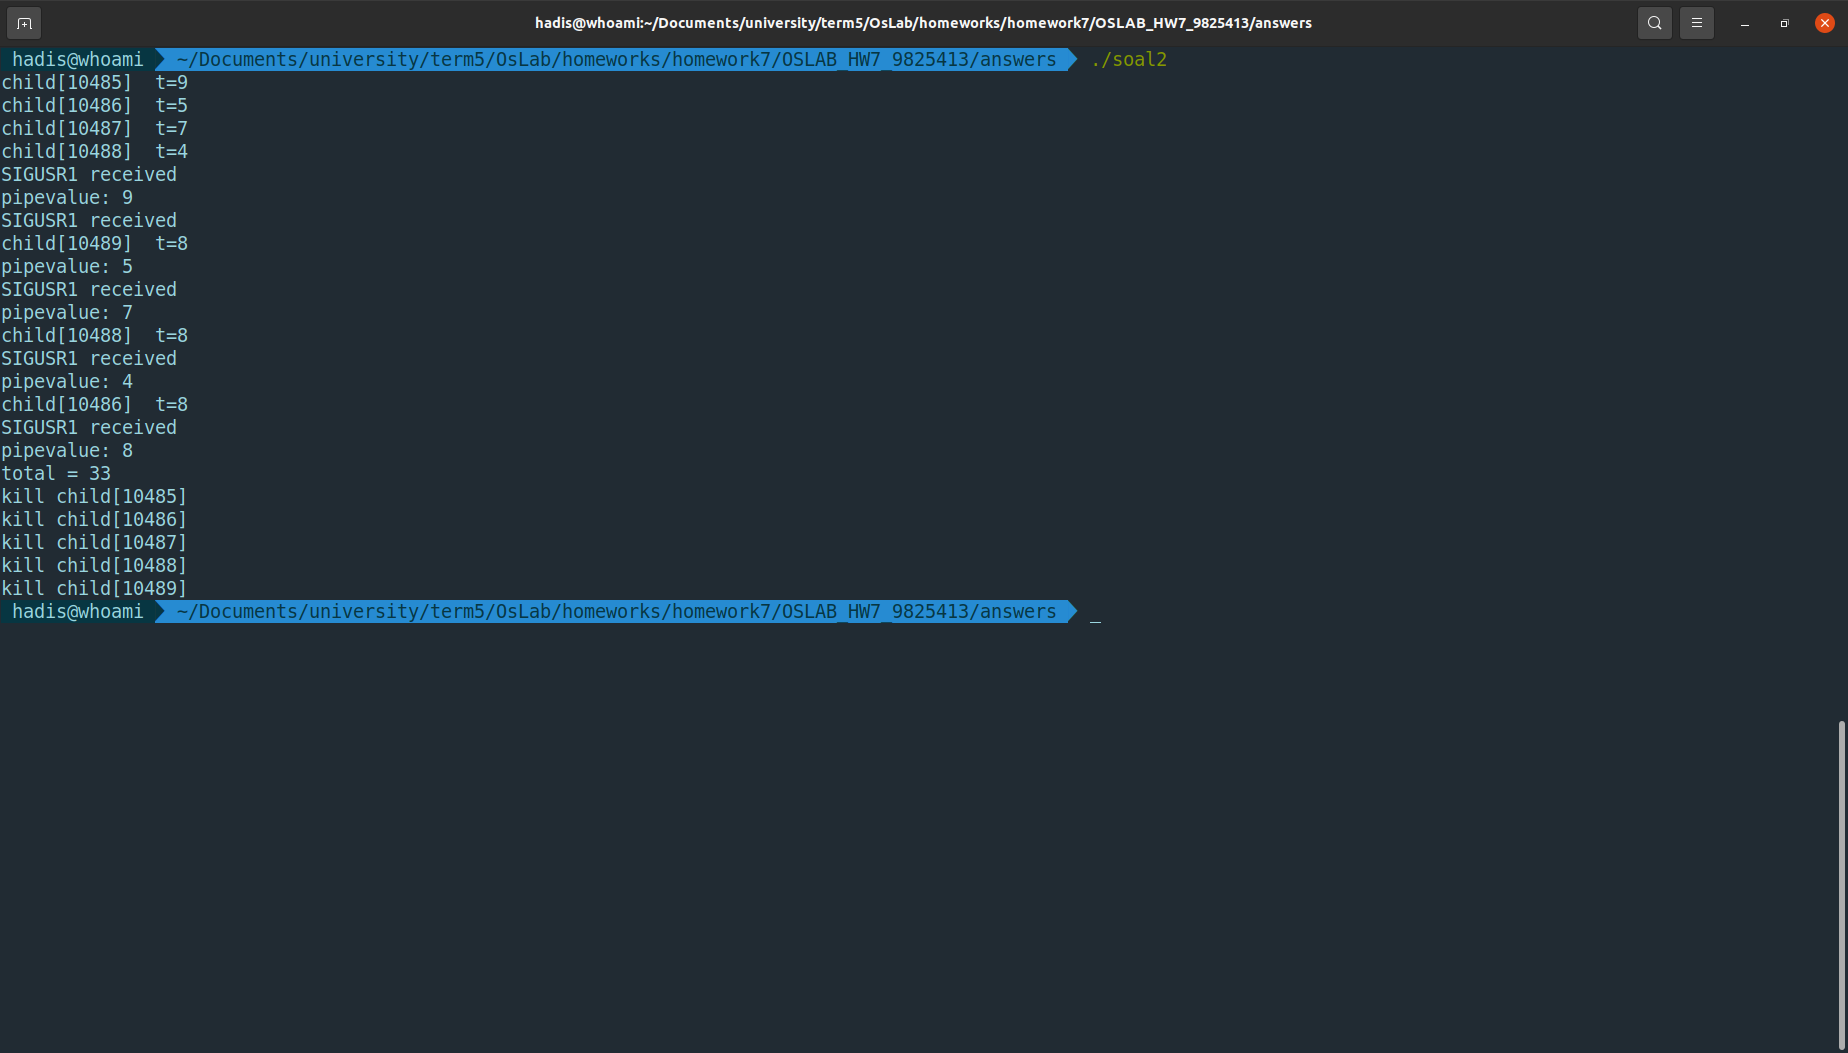 hadis@whoami:~/Documents/university/term5/OsLab/homeworks/homework7/OSLAB_HW7_9825413/answers
hadis@whoami ~/Documents/university/term5/OsLab/homeworks/homework7/OSLAB_HW7_9825413/answers ./soal2
child[10485]  t=9
child[10486]  t=5
child[10487]  t=7
child[10488]  t=4
SIGUSR1 received
pipevalue: 9
SIGUSR1 received
child[10489]  t=8
pipevalue: 5
SIGUSR1 received
pipevalue: 7
child[10488]  t=8
SIGUSR1 received
pipevalue: 4
child[10486]  t=8
SIGUSR1 received
pipevalue: 8
total = 33
kill child[10485]
kill child[10486]
kill child[10487]
kill child[10488]
kill child[10489]
hadis@whoami ~/Documents/university/term5/OsLab/homeworks/homework7/OSLAB_HW7_9825413/answers _